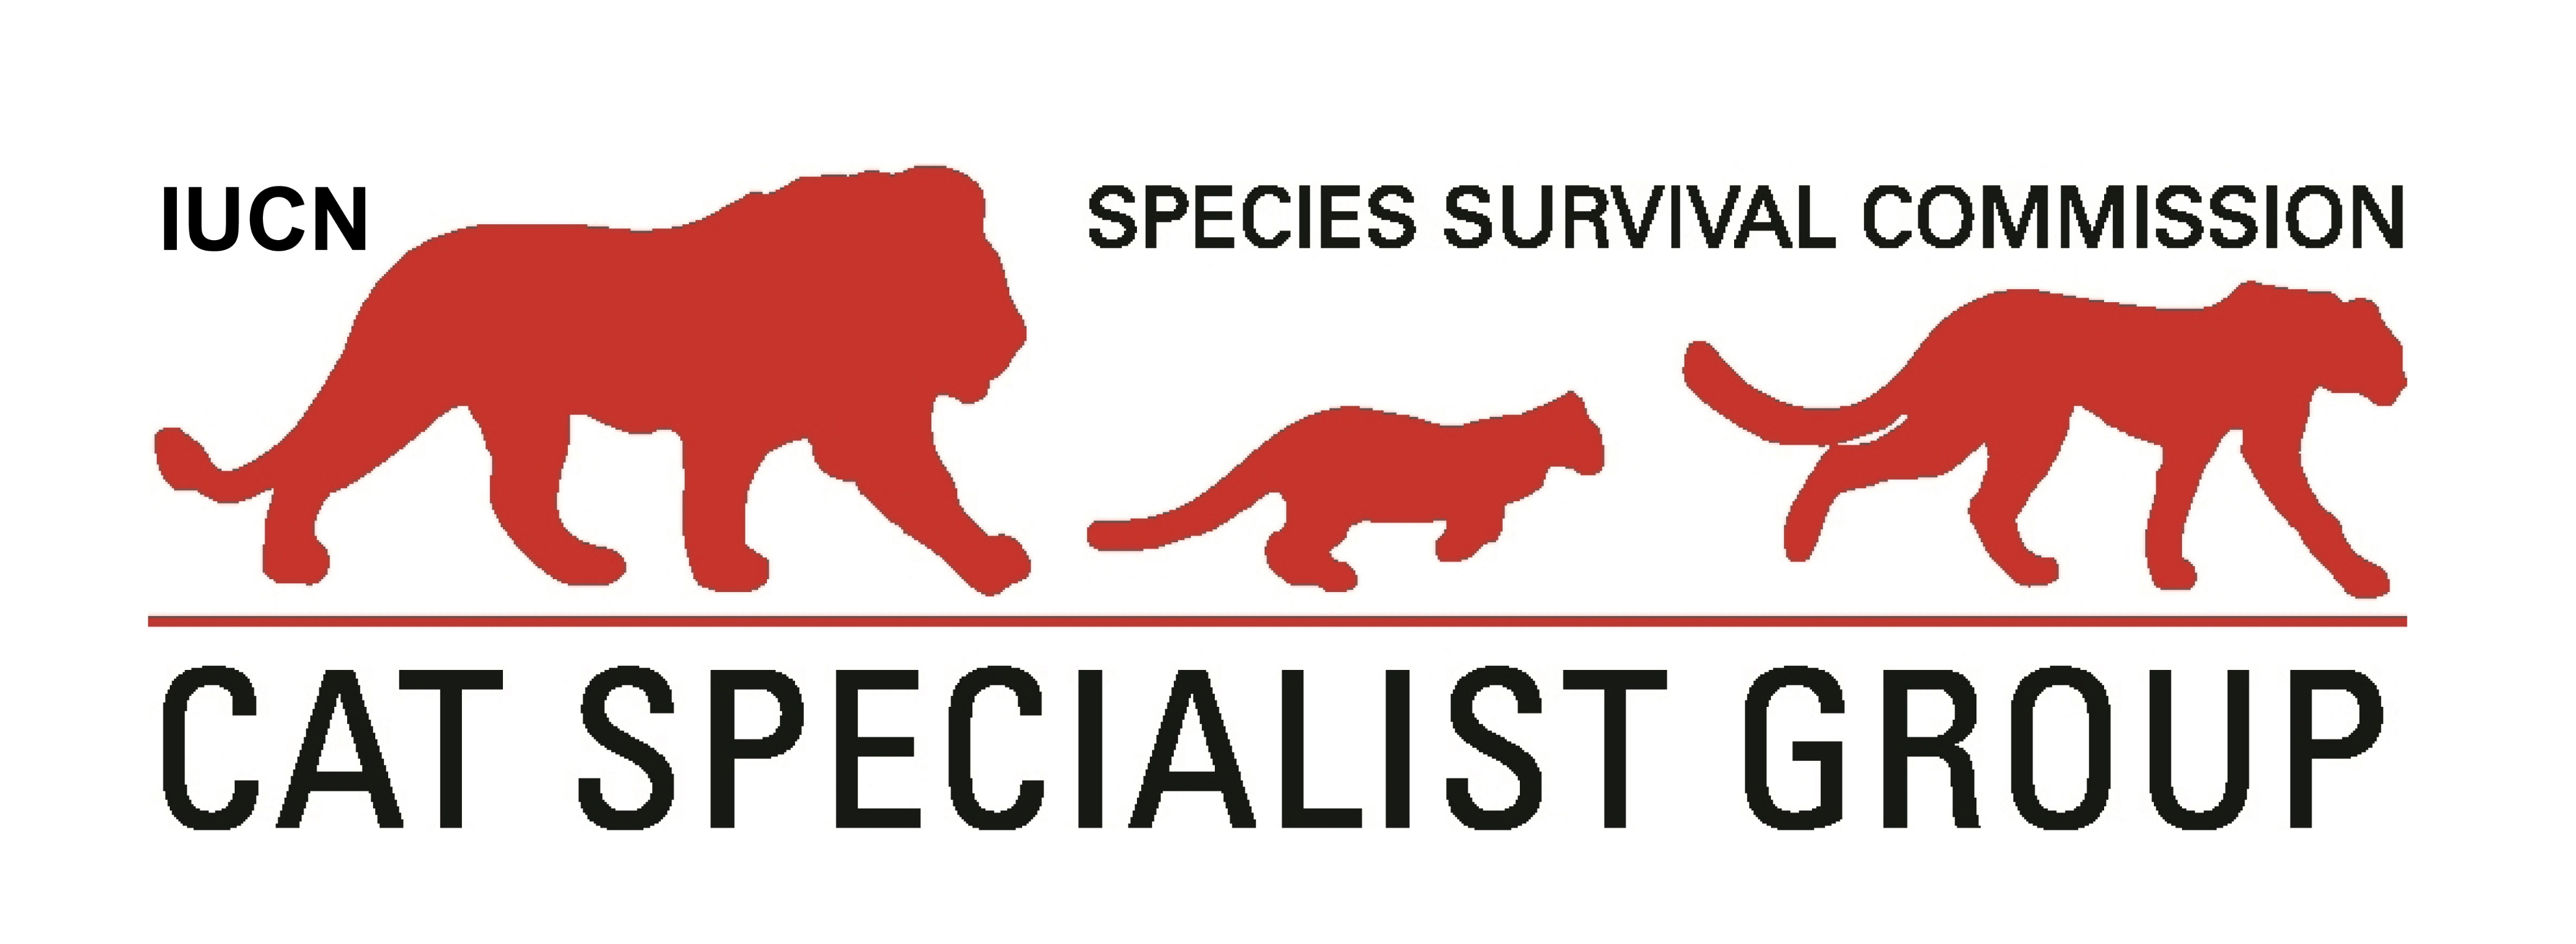 IUCN SPECIES SURVIVAL COMMISSION
CAT SPECIALIST GROUP